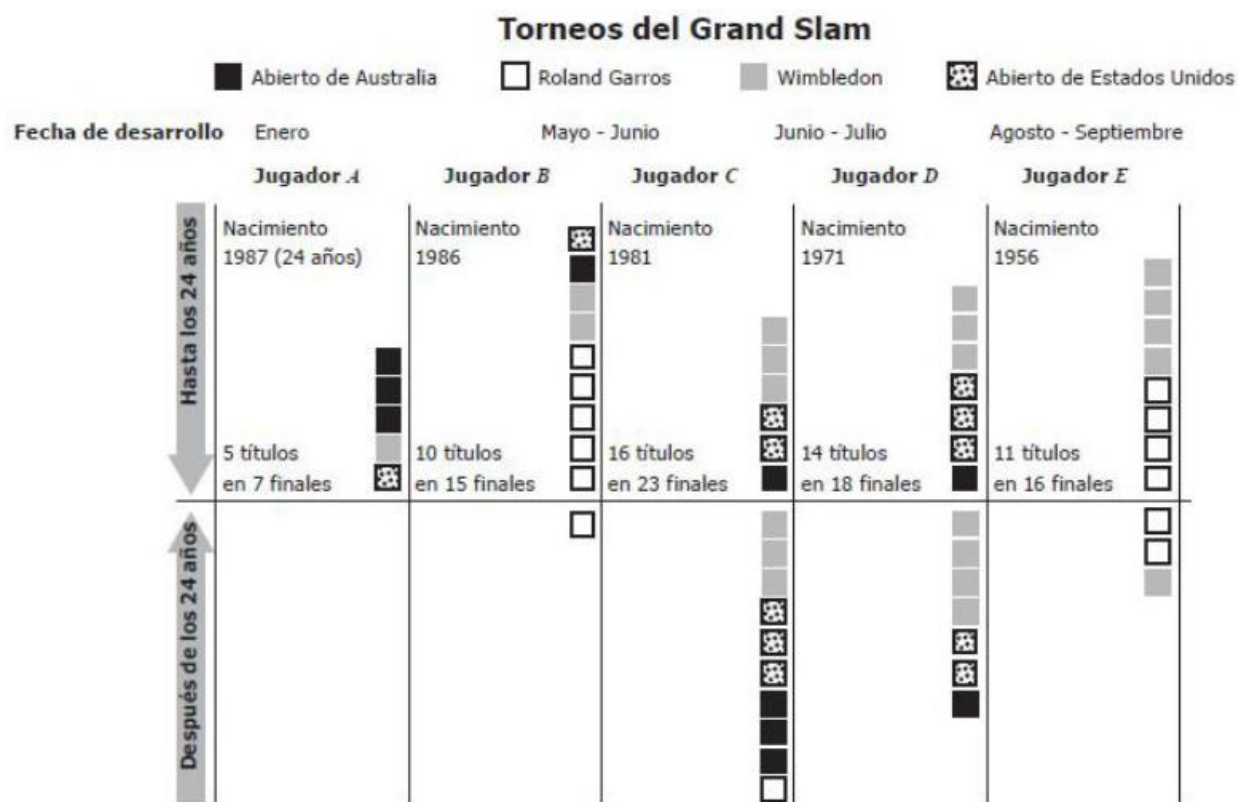 Torneos del Grand Slam
Abierto de Australia Roland Garros Wimbledon Abierto de Estados Unidos
Fecha de desarrollo Enero Mayo - Junio Junio - Julio Agosto - Septiembre
Jugador A Jugador B Jugador C Jugador D Jugador E
Hasta los 24 años
Nacimiento
1987 (24 años)
5 títulos
en 7 finales
Nacimiento
1986
10 títulos
en 15 finales
Nacimiento
1981
16 títulos
en 23 finales
Nacimiento
1971
14 títulos
en 18 finales
Nacimiento
1956
11 títulos
en 16 finales
Después de los 24 años